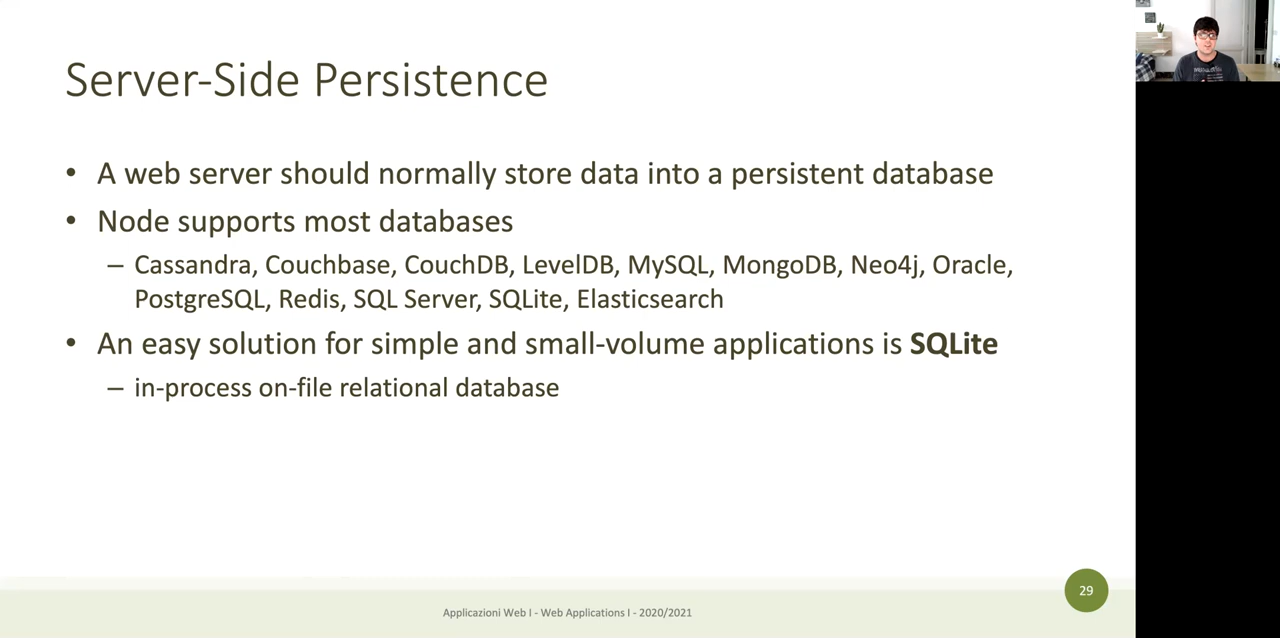 Server-Side Persistence
• A web server should normally store data into a persistent database
• Node supports most databases
– Cassandra, Couchbase, CouchDB, LevelDB, MySQL, MongoDB, Neo4j, Oracle,
PostgreSQL, Redis, SQL Server, SQLite, Elasticsearch
• An easy solution for simple and small-volume applications is SQLite
– in-process on-file relational database
29
Applicazioni Web I - Web Applications I - 2020/2021